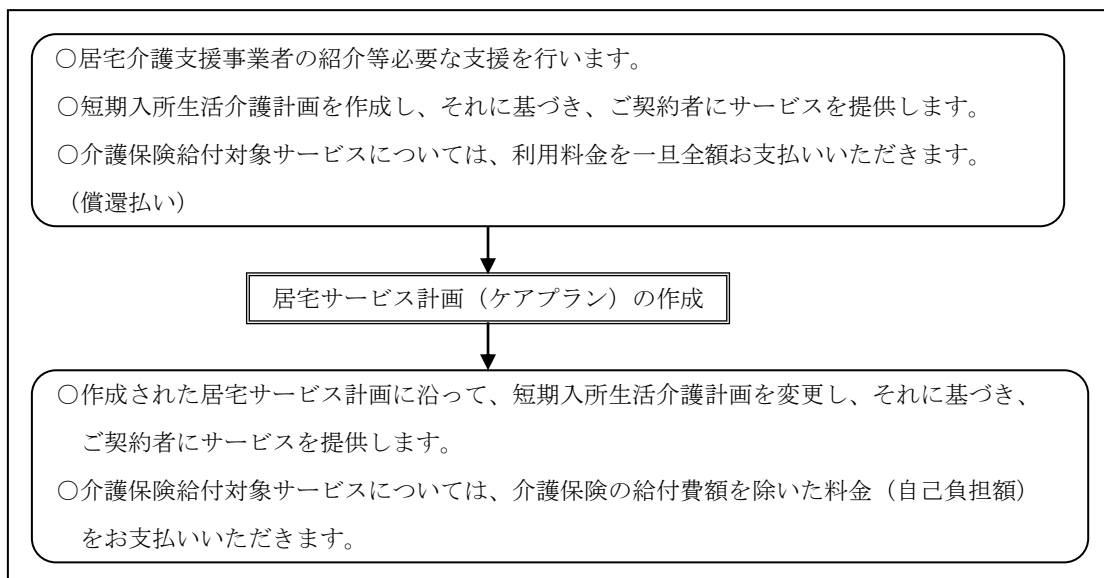 ○居宅介護支援事業者の紹介等必要な支援を行います。
○短期入所生活介護計画を作成し、それに基づき、ご契約者にサービスを提供します。
○介護保険給付対象サービスについては、利用料金を一旦全額お支払いいただきます。
（償還払い）
居宅サービス計画（ケアプラン）の作成
○作成された居宅サービス計画に沿って、短期入所生活介護計画を変更し、それに基づき、
ご契約者にサービスを提供します。
○介護保険給付対象サービスについては、介護保険の給付費額を除いた料金（自己負担額）
をお支払いいただきます。